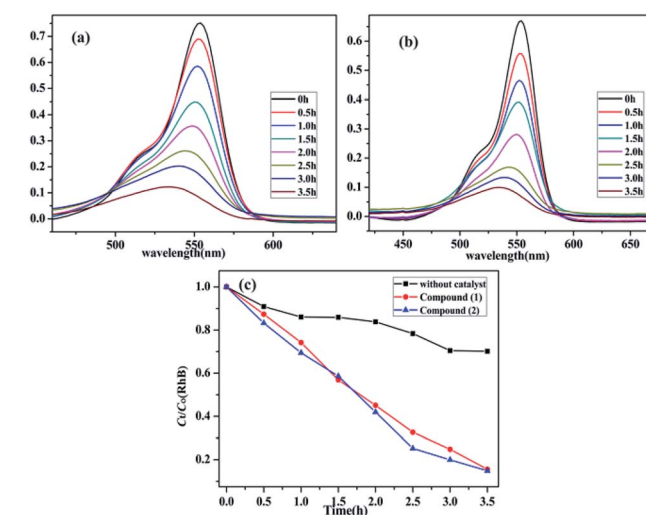 (a)
0.7
0.6
0.5
0.4
0.3
0.2
0.1
0.0
0h
0.5h
1.0h
1.5h
2.0h
2.5h
3.0h
3.5h
500 550 600
wavelength(nm)
(b)
0.6
0.5
0.4
0.3
0.2
0.1
0.0
0h
0.5h
1.0h
1.5h
2.0h
2.5h
3.0h
3.5h
450 500 550 600 650
wavelength(nm)
(c)
without catalyst
Compound (1)
Compound (2)
Ct/Co(RhB)
1.0
0.8
0.6
0.4
0.2
0.0 0.5 1.0 1.5 2.0 2.5 3.0 3.5
Time(h)